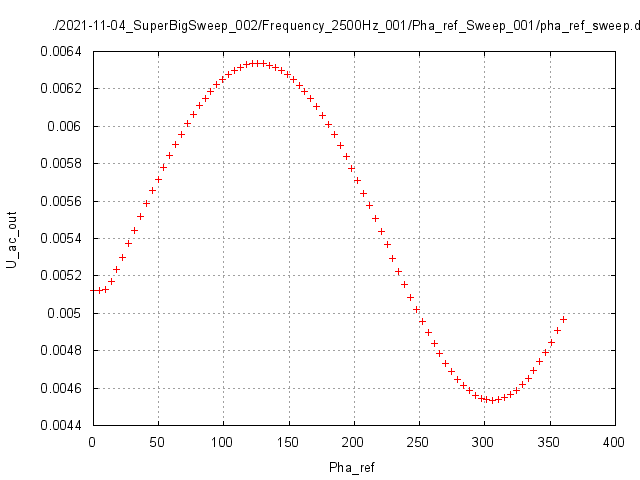 ./2021-11-04_SuperBigSweep_002/Frequency_2500Hz_001/Pha_ref_Sweep_001/pha_ref_sweep.d
0.0064
0.0062
0.006
0.0058
0.0056
0.0054
0.0052
0.005
0.0048
0.0046
0.0044
U_ac_out
0 50 100 150 200 250 300 350 400
Pha_ref